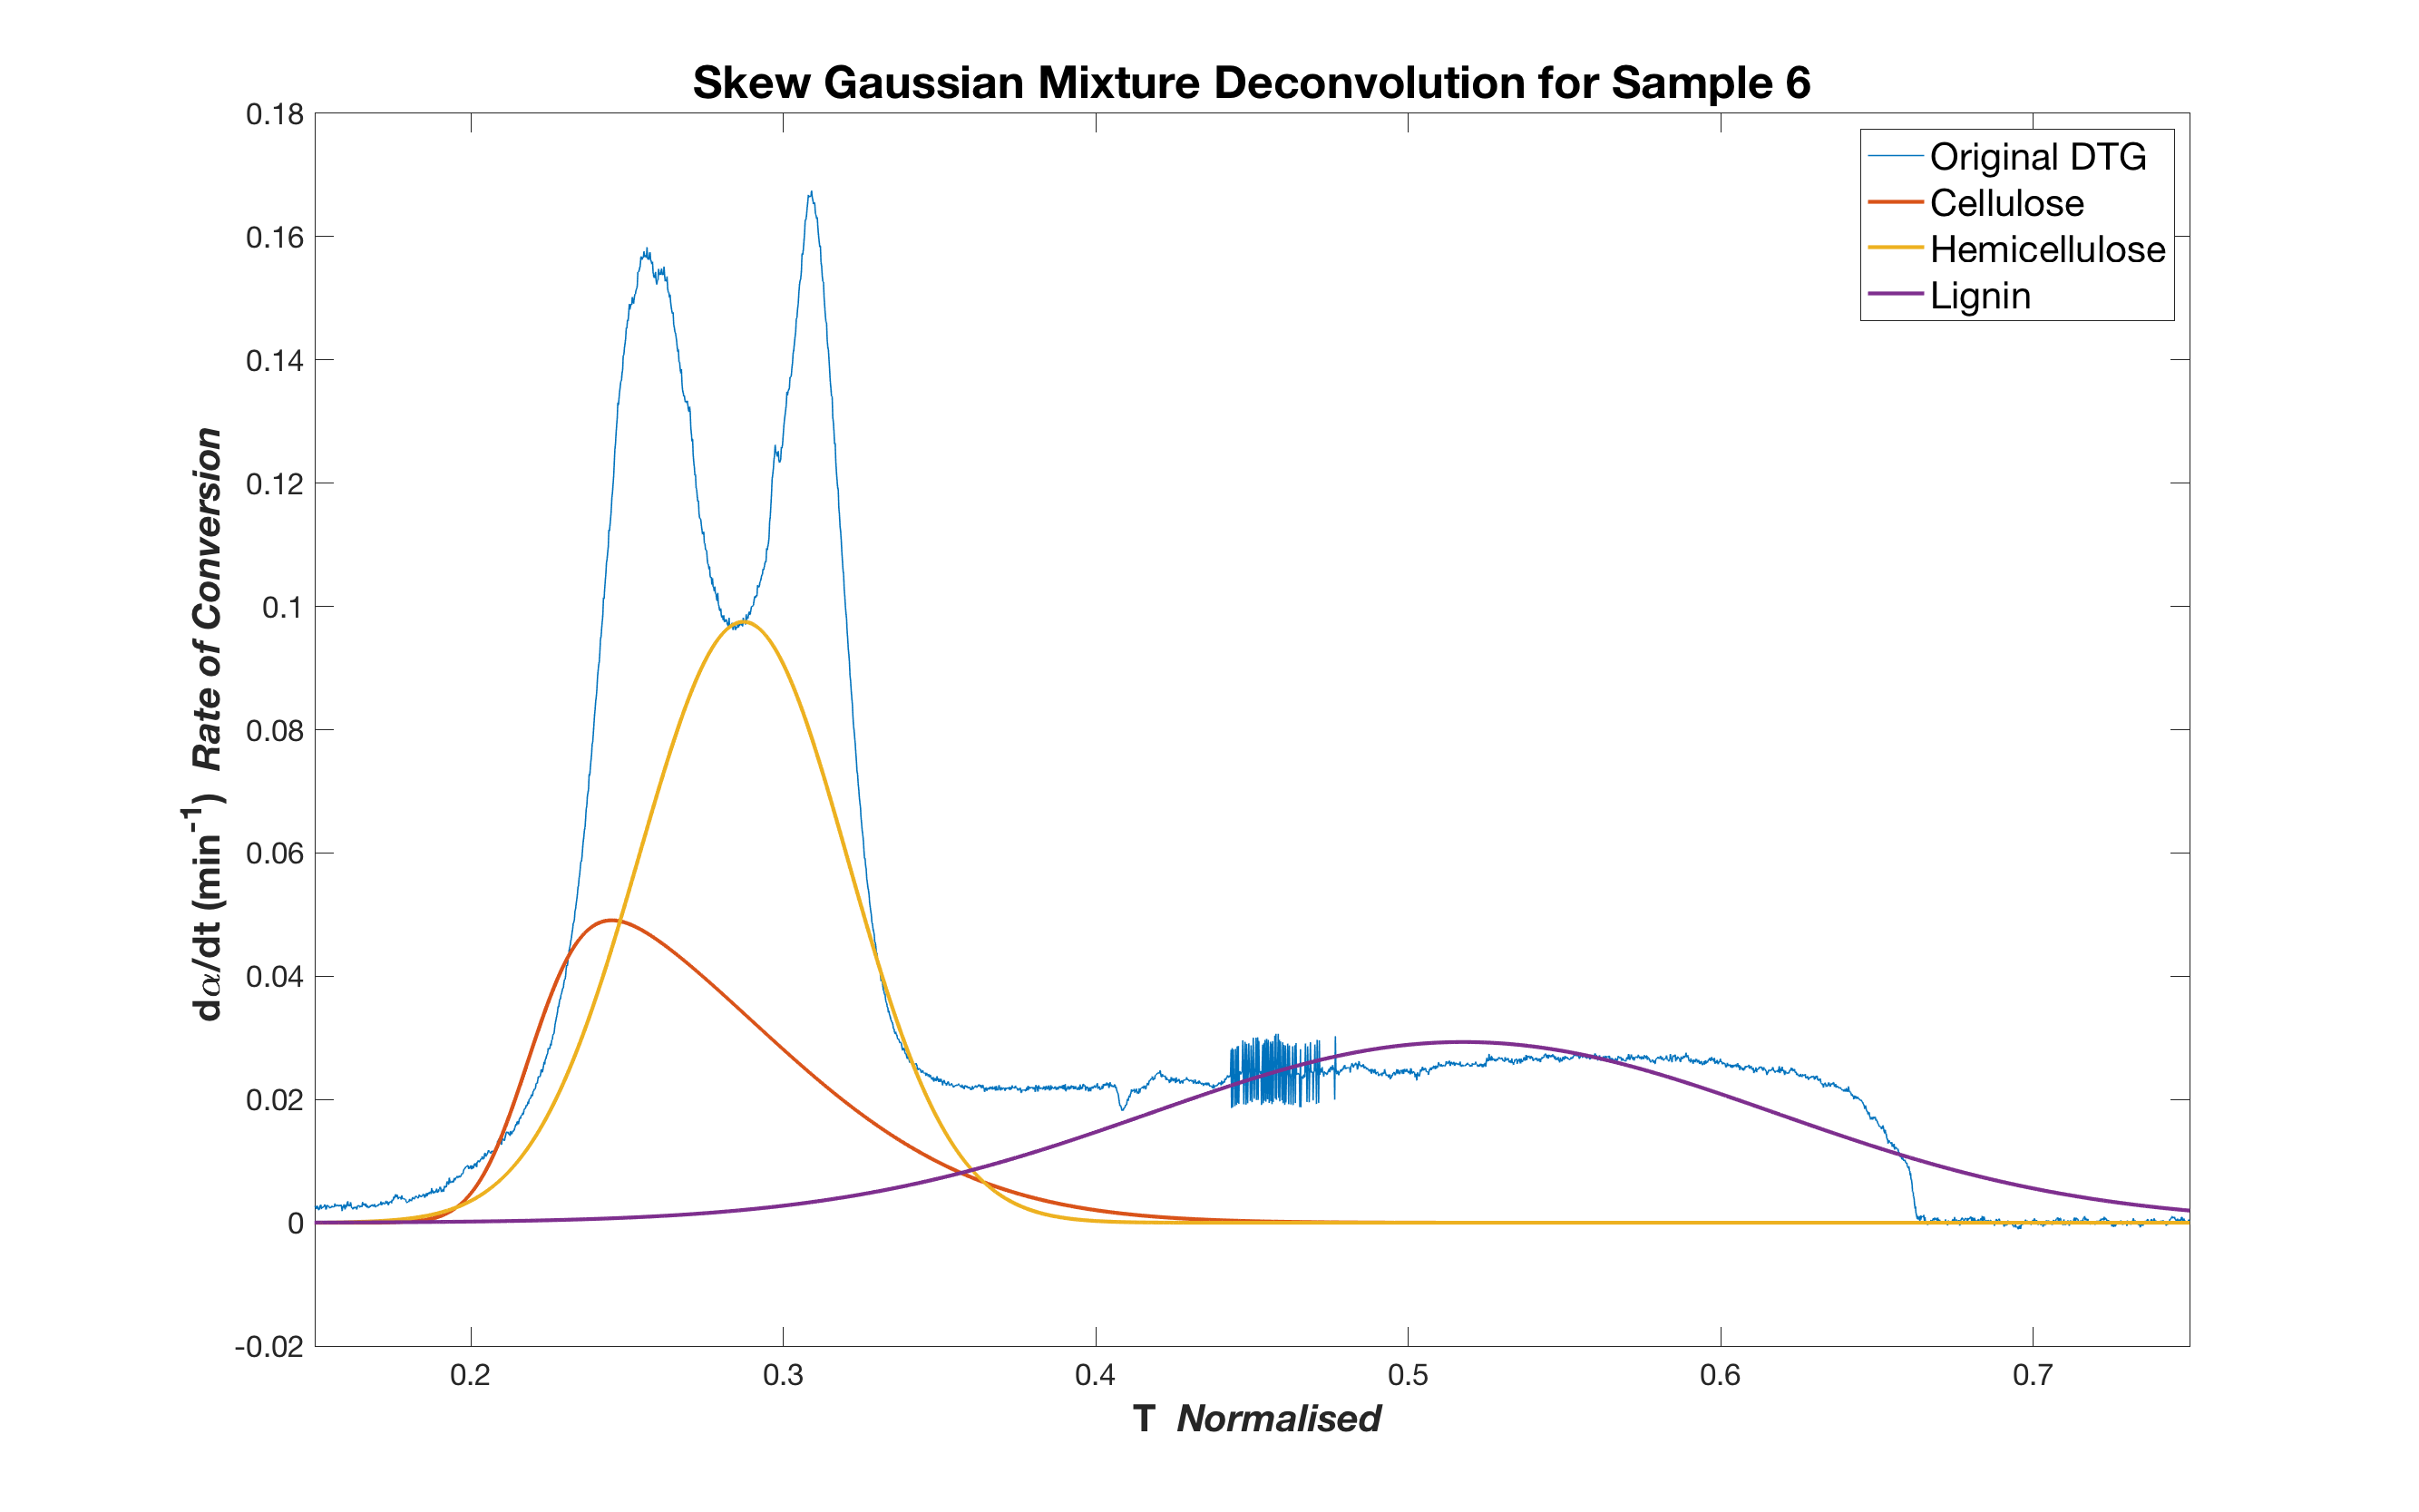 Skew Gaussian Mixture Deconvolution for Sample 6
Original DTG
Cellulose
Hemicellulose
Lignin
0.18
0.16
0.14
0.12
0.1
0.08
0.06
0.04
0.02
0
-0.02
dα/dt (min⁻¹) Rate of Conversion
0.2 0.3 0.4 0.5 0.6 0.7
T Normalised